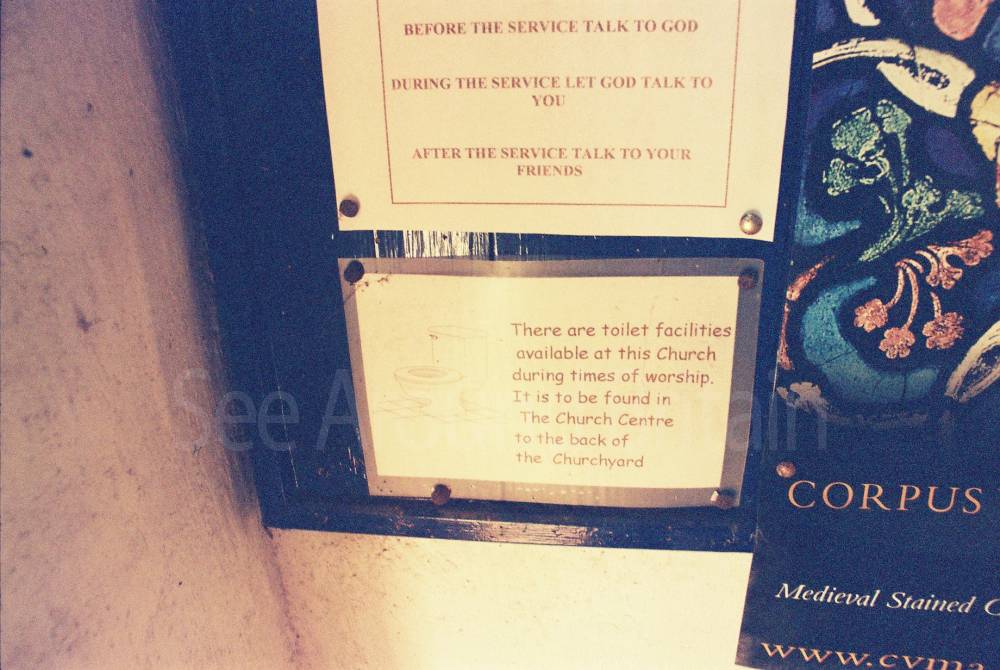 BEFORE THE SERVICE TALK TO GOD
DURING THE SERVICE LET GOD TALK TO
YOU
AFTER THE SERVICE TALK TO YOUR
FRIENDS
There are toilet facilities
available at this Church
during times of worship.
It is to be found in
The Church Centre
to the back of
the Churchyard
CORPUS
Medieval Stained
See